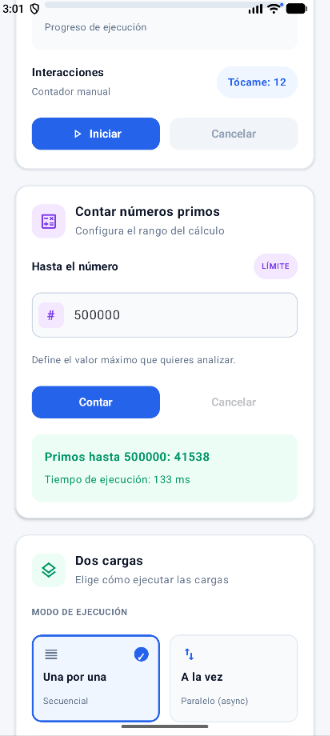 3:01
Progreso de ejecución
Interacciones
Contador manual
Tócame: 12
Iniciar
Cancelar
Contar números primos
Configura el rango del cálculo
Hasta el número
LÍMITE
# 500000
Define el valor máximo que quieres analizar.
Contar
Cancelar
Primos hasta 500000: 41538
Tiempo de ejecución: 133 ms
Dos cargas
Elige cómo ejecutar las cargas
MODO DE EJECUCIÓN
Una por una
Secuencial
A la vez
Paralelo (async)